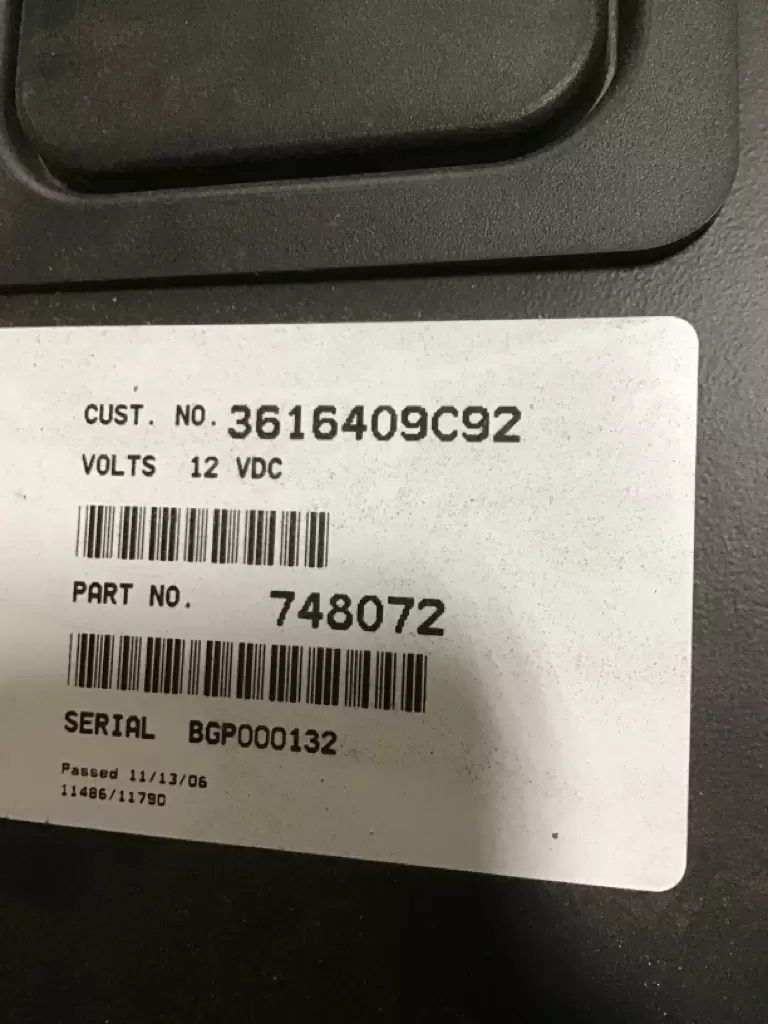 CUST. NO. 3616409C92
VOLTS 12 VDC
PART NO. 748072
SERIAL BGP000132
Passed 11/13/06
11486/11790